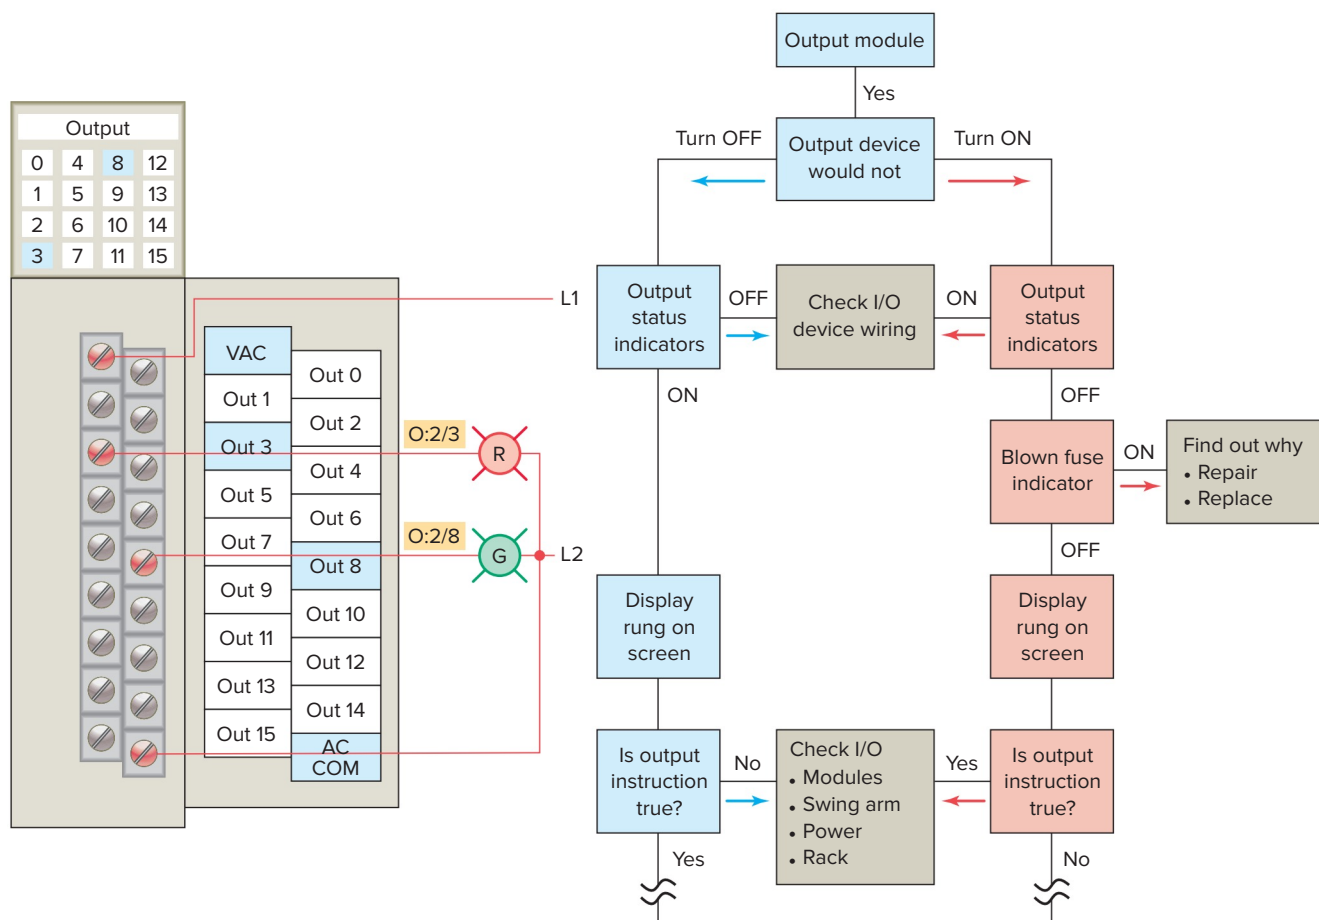 Output
0 4 8 12
1 5 9 13
2 6 10 14
3 7 11 15
VAC
Out 0
Out 1
Out 2
Out 3
Out 4
Out 5
Out 6
Out 7
Out 8
Out 9
Out 10
Out 11
Out 12
Out 13
Out 14
Out 15
AC
COM
L1
O:2/3
R
O:2/8
G
L2
Output module
Yes
Turn OFF
Output device
would not
Turn ON
Output
status
indicators
OFF
Check I/O
device wiring
ON
Output
status
indicators
ON
OFF
Blown fuse
indicator
ON
Find out why
• Repair
• Replace
OFF
Display
rung on
screen
Display
rung on
screen
Is output
instruction
true?
No
Check I/O
• Modules
• Swing arm
• Power
• Rack
Yes
Is output
instruction
true?
Yes
No